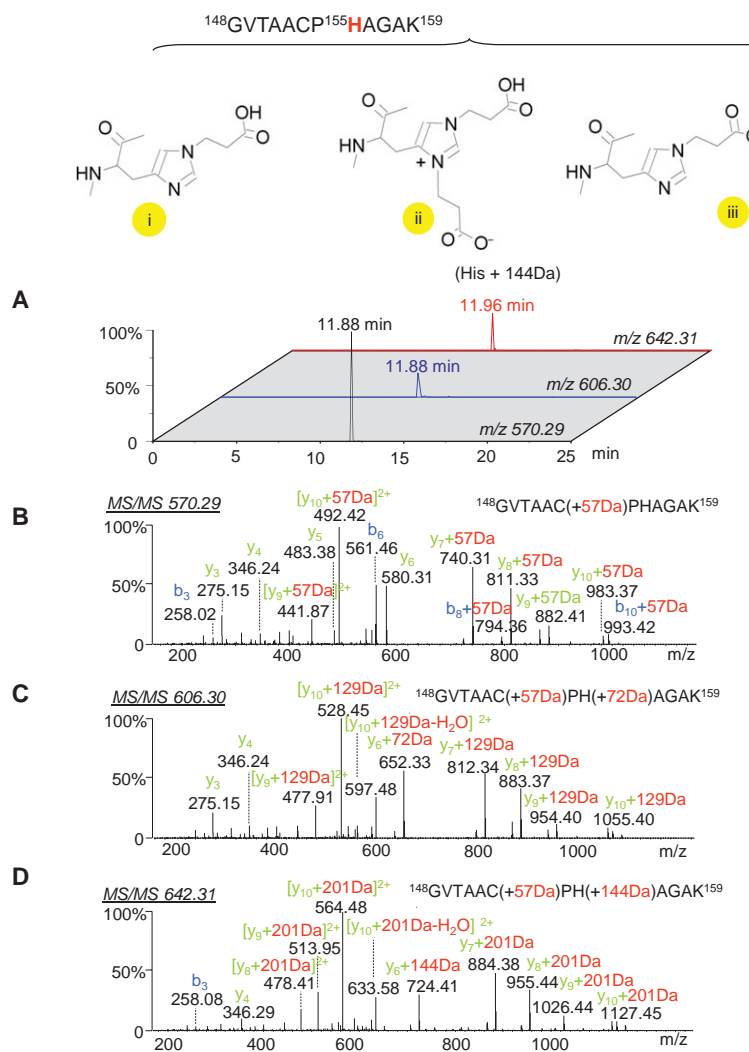 148GVTAACP155HAGAK159
OH
O
O
HN
N
N
i
OH
O
O
HN
N
+
N
O
O-
ii
(His + 144Da)
O
HN
N
N
iii
A
100%
50%
0
11.88 min
11.88 min
11.96 min
m/z 642.31
m/z 606.30
m/z 570.29
0 5 10 15 20 25 min
B
MS/MS 570.29
148GVTAAC(+57Da)PHAGAK159
100%
50%
0
b3
258.02
y3
275.15
y4
346.24
[y9+57Da]2+
441.87
y5
483.38
[y10+57Da]2+
492.42
b6
561.46
y6
580.31
y7+57Da
740.31
b8+57Da
794.36
y8+57Da
811.33
y9+57Da
882.41
y10+57Da
983.37
b10+57Da
993.42
200 400 600 800 1000 m/z
C
MS/MS 606.30
148GVTAAC(+57Da)PH(+72Da)AGAK159
100%
50%
0
y3
275.15
y4
346.24
[y9+129Da]2+
477.91
[y10+129Da]2+
528.45
[y10+129Da-H2O] 2+
597.48
y6+72Da
652.33
y7+129Da
812.34
y8+129Da
883.37
y9+129Da
954.40
y10+129Da
1055.40
200 400 600 800 1000 m/z
D
MS/MS 642.31
148GVTAAC(+57Da)PH(+144Da)AGAK159
100%
50%
0
b3
258.08
y4
346.29
[y8+201Da]2+
478.41
[y9+201Da]2+
513.95
[y10+201Da]2+
564.48
[y10+201Da-H2O] 2+
633.58
y6+144Da
724.41
y7+201Da
884.38
y8+201Da
955.44
y9+201Da
1026.44
y10+201Da
1127.45
200 400 600 800 1000 m/z